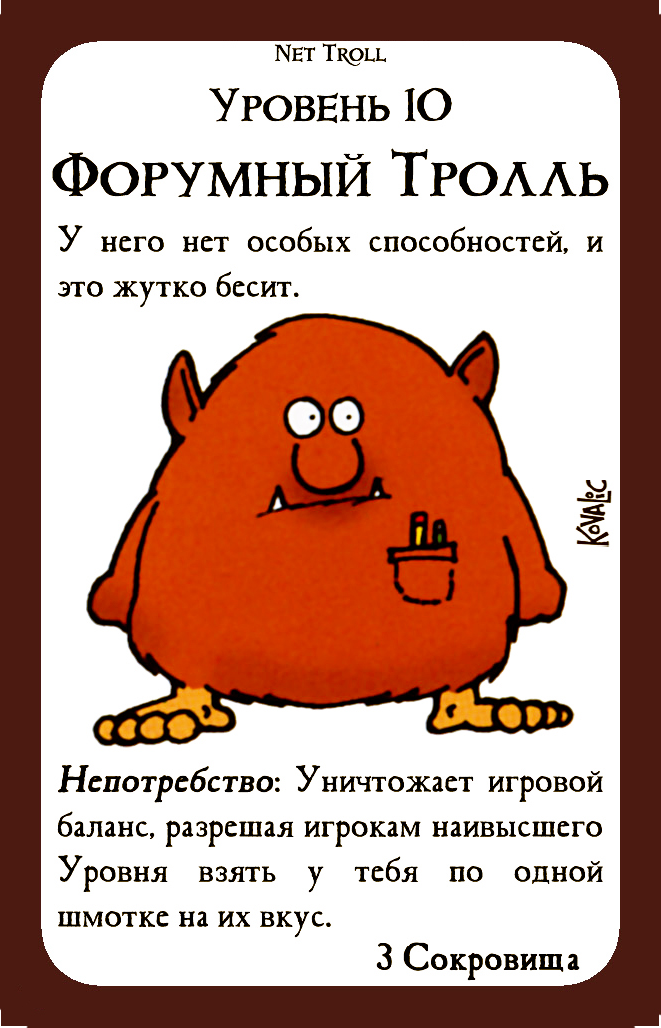 Net Troll
Уровень 10
Форумный Тролль
У него нет особых способностей, и
это жутко бесит.
Kovalic
Непотребство: Уничтожает игровой
баланс, разрешая игрокам наивысшего
Уровня взять у тебя по одной
шмотке на их вкус.
3 Сокровища